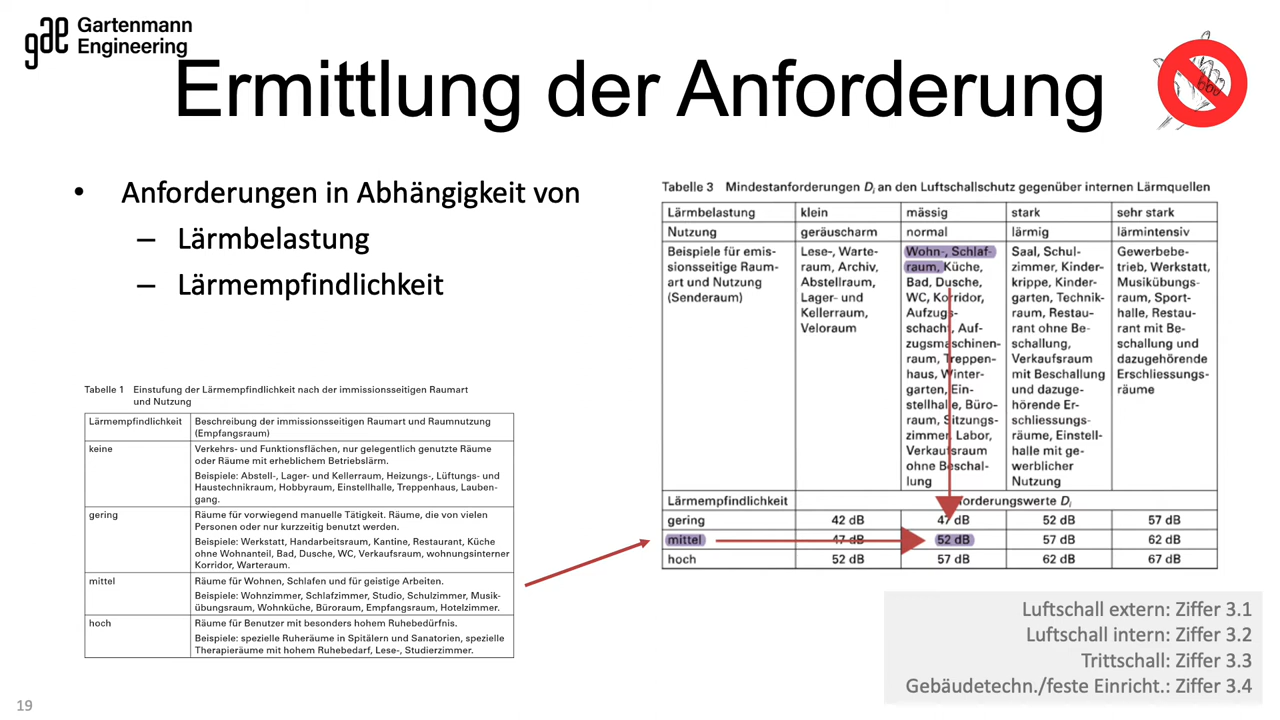 gae Gartenmann
Engineering
Ermittlung der Anforderung
• Anforderungen in Abhängigkeit von
– Lärmbelastung
– Lärmempfindlichkeit
Tabelle 1 Einstufung der Lärmempfindlichkeit nach der immissionsseitigen Raumart
und Nutzung
Lärmempfindlichkeit Beschreibung der immissionsseitigen Raumart und Raumnutzung
(Empfangsraum)
keine Verkehrs- und Funktionsflächen, nur gelegentlich genutzte Räume
oder Räume mit erheblichem Betriebslärm.
Beispiele: Abstell-, Lager- und Kellerraum, Heizungs-, Lüftungs- und
Haustechnikraum, Hobbyraum, Einstellhalle, Treppenhaus, Lauben-
gang.
gering Räume für vorwiegend manuelle Tätigkeit. Räume, die von vielen
Personen oder nur kurzzeitig benutzt werden.
Beispiele: Werkstatt, Handarbeitsraum, Kantine, Restaurant, Küche
ohne Wohnanteil, Bad, Dusche, WC, Verkaufsraum, wohnungsinterner
Korridor, Warteraum.
mittel Räume für Wohnen, Schlafen und für geistige Arbeiten.
Beispiele: Wohnzimmer, Schlafzimmer, Studio, Schulzimmer, Musik-
übungsraum, Wohnküche, Büroraum, Empfangsraum, Hotelzimmer.
hoch Räume für Benutzer mit besonders hohem Ruhebedürfnis.
Beispiele: spezielle Ruheräume in Spitälern und Sanatorien, spezielle
Therapieräume mit hohem Ruhebedarf, Lese-, Studierzimmer.
Tabelle 3 Mindestanforderungen Di an den Luftschallschutz gegenüber internen Lärmquellen
Lärmbelastung klein mässig stark sehr stark
Nutzung geräuscharm normal lärmig lärmintensiv
Beispiele für emis-
sionsseitige Raum-
art und Nutzung
(Senderaum)
Lese-, Warte-
raum, Archiv,
Abstellraum,
Lager- und
Kellerraum,
Veloraum
Wohn-, Schlaf-
raum, Küche,
Bad, Dusche,
WC, Korridor,
Aufzugs-
schacht, Auf-
zugsmaschinen-
raum, Treppen-
haus, Winter-
garten, Ein-
stellhalle, Büro-
raum, Sitzungs-
zimmer, Labor,
Verkaufsraum
ohne Beschal-
lung
Saal, Schul-
zimmer, Kinder-
krippe, Kinder-
garten, Technik-
raum, Restau-
rant ohne Be-
schallung,
Verkaufsraum
mit Beschallung
und dazuge-
hörende Er-
schliessungs-
räume, Einstell-
halle mit ge-
werblicher
Nutzung
Gewerbebe-
trieb, Werkstatt,
Musikübungs-
raum, Sport-
halle, Restau-
rant mit Be-
schallung und
dazugehörende
Erschliessungs-
räume
Lärmempfindlichkeit forderungswerte Di
gering 42 dB 47 dB 52 dB 57 dB
mittel 47 dB 52 dB 57 dB 62 dB
hoch 52 dB 57 dB 62 dB 67 dB
Luftschall extern: Ziffer 3.1
Luftschall intern: Ziffer 3.2
Trittschall: Ziffer 3.3
Gebäudetechn./feste Einricht.: Ziffer 3.4
19